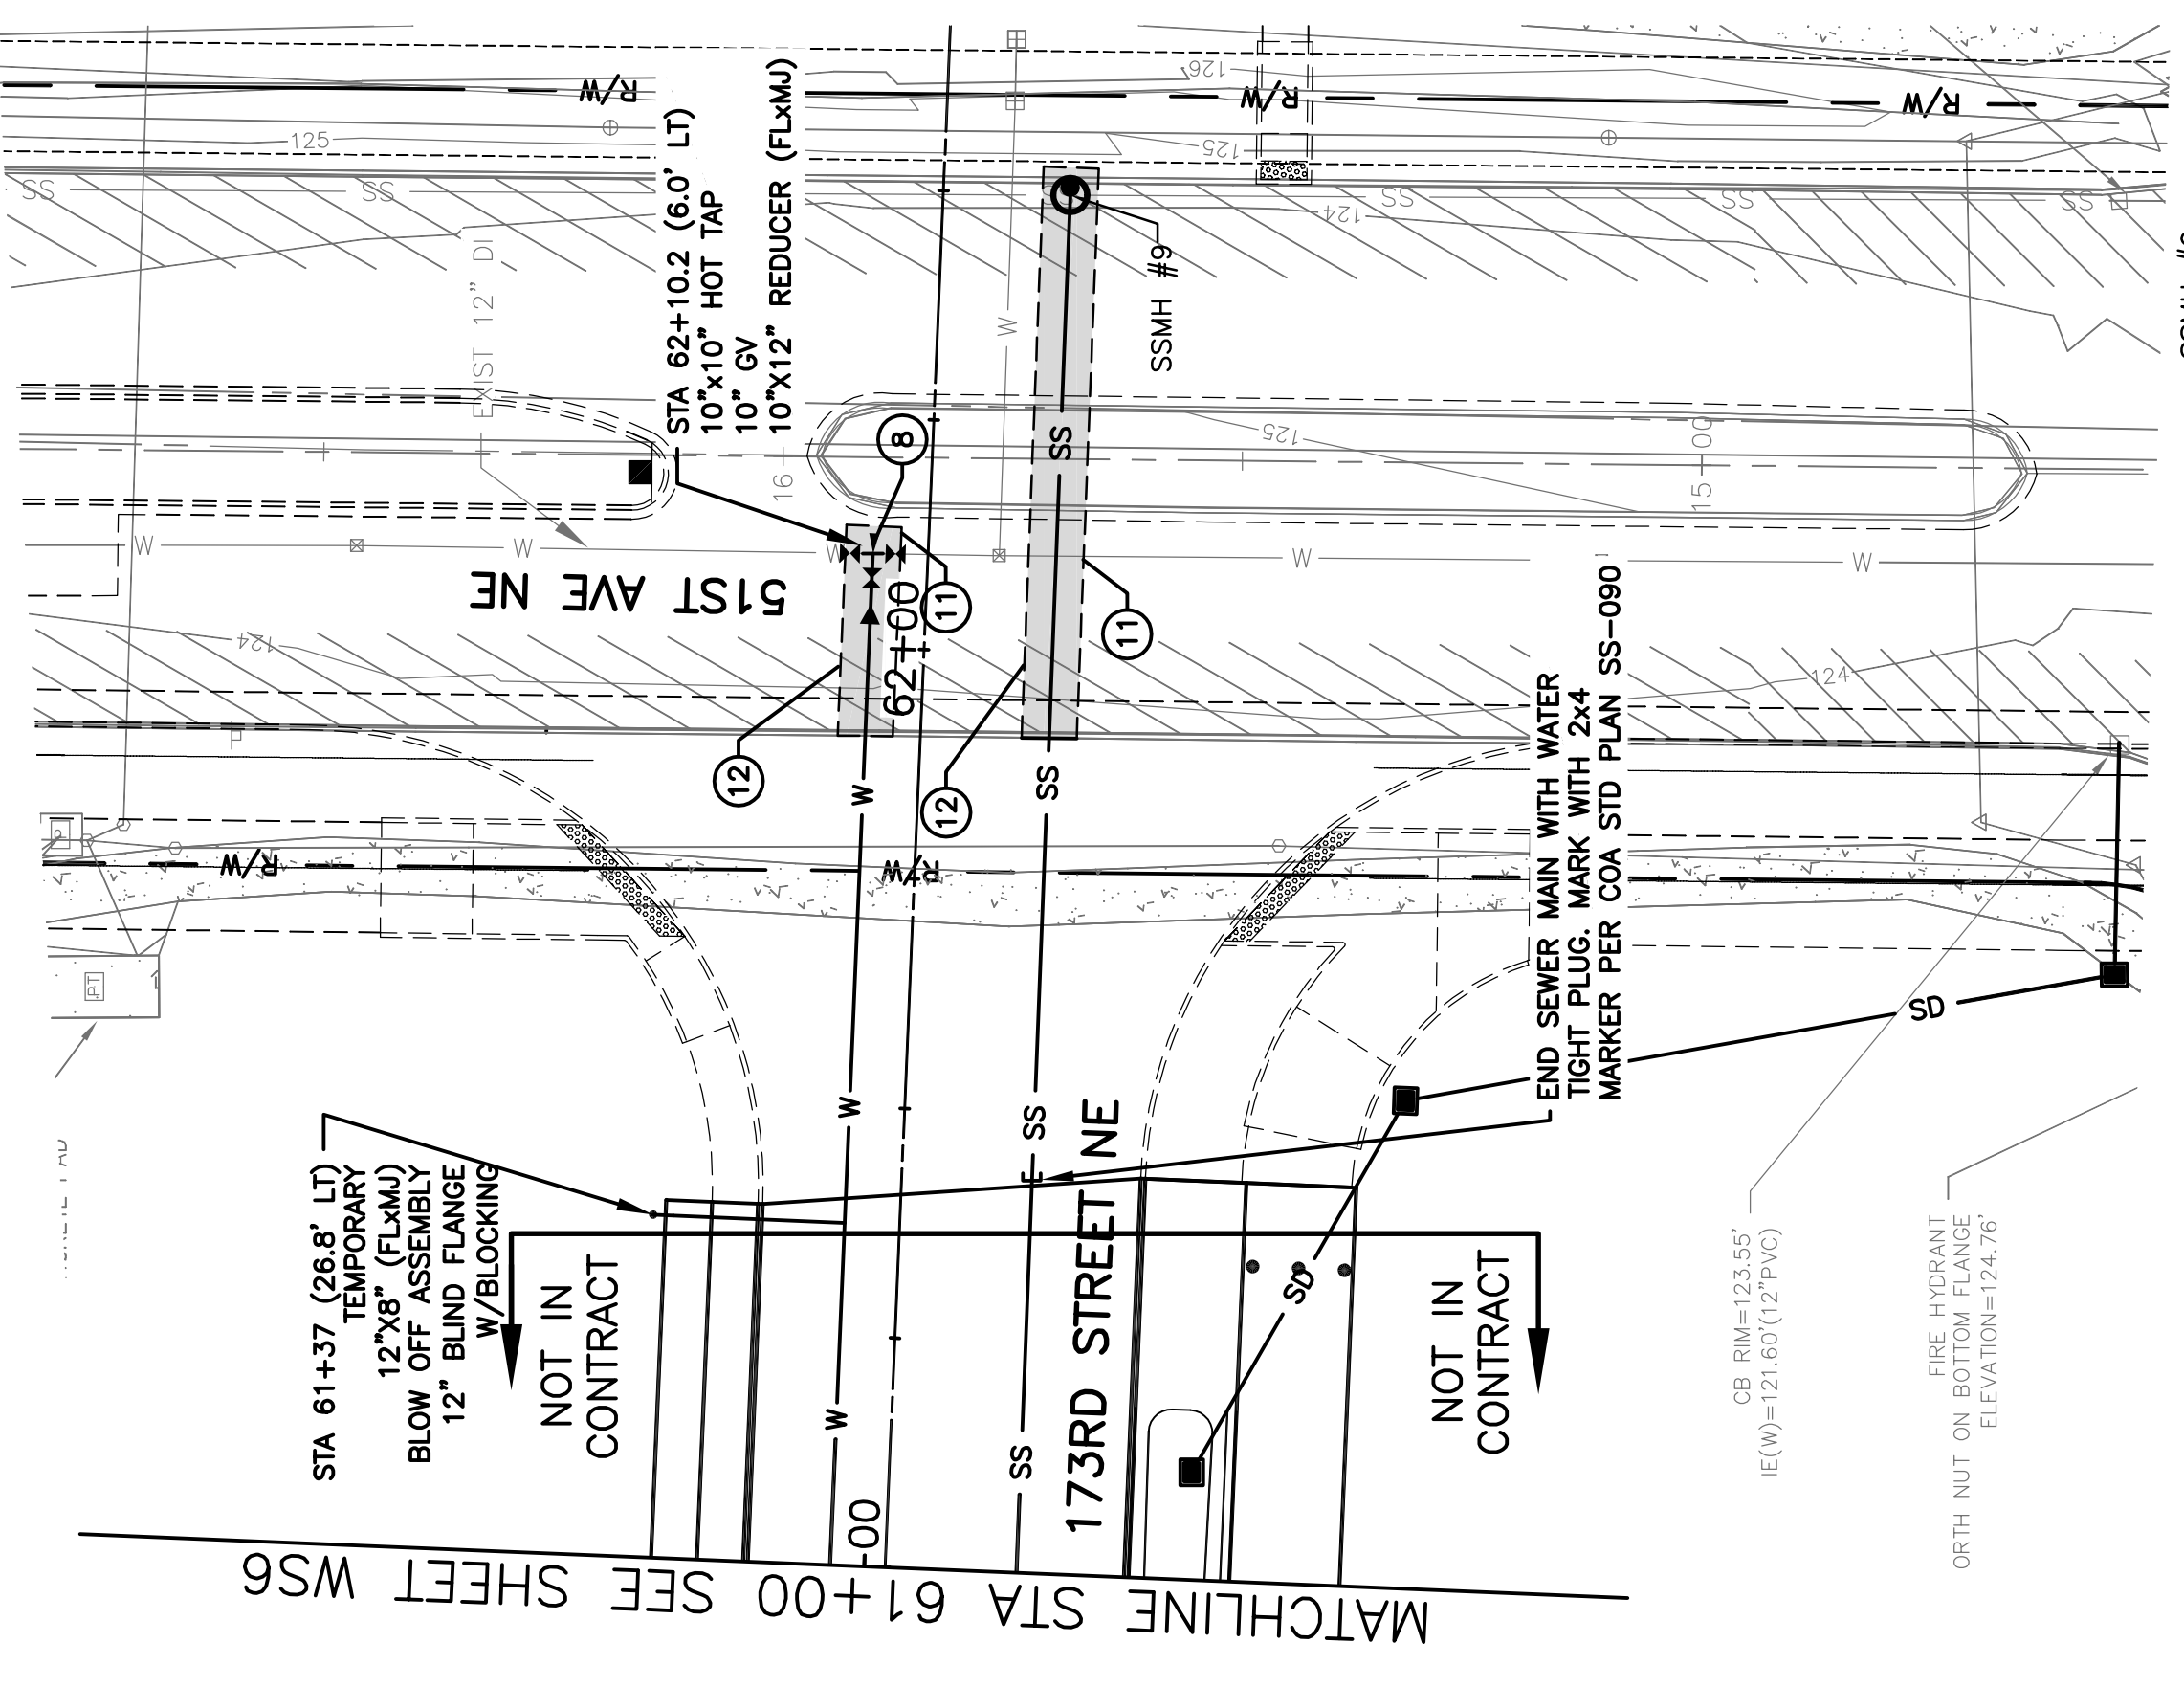 STA 62+10.2 (6.0' LT)
10"x10" HOT TAP
10" GV
10"X12" REDUCER (FLxMJ)
EXIST 12" DI
R/W
R/W
R/W
125
126
125
SS
SS
SS
SS
SS
124
W
SSMH #9
8
SS
125
16
15+00
W
W
W
W
W
51ST AVE NE
11
11
62+00
124
124
12
12
W
SS
P
END SEWER MAIN WITH WATER
TIGHT PLUG. MARK WITH 2x4
MARKER PER COA STD PLAN SS-090
R/W
R/W
P
PT
SD
W
SS
STA 61+37 (26.8' LT)
TEMPORARY
12"X8" (FLxMJ)
BLOW OFF ASSEMBLY
12" BLIND FLANGE
W/BLOCKING
NOT IN
CONTRACT
173RD STREET NE
SD
NOT IN
CONTRACT
CB RIM=123.55'
IE(W)=121.60'(12"PVC)
FIRE HYDRANT
ORTH NUT ON BOTTOM FLANGE
ELEVATION=124.76'
W
SS
00
MATCHLINE STA 61+00 SEE SHEET WS6